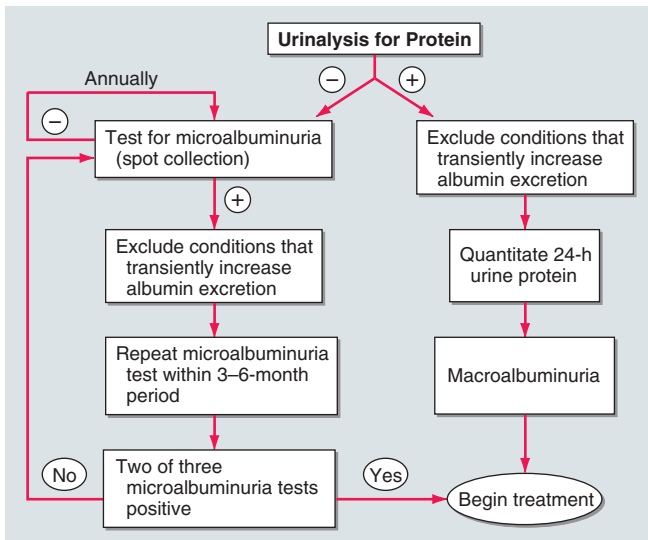 Urinalysis for Protein
−
+
Annually
−
Test for microalbuminuria
(spot collection)
Exclude conditions that
transiently increase
albumin excretion
+
Exclude conditions that
transiently increase
albumin excretion
Quantitate 24-h
urine protein
Repeat microalbuminuria
test within 3–6-month
period
Macroalbuminuria
No
Two of three
microalbuminuria tests
positive
Yes
Begin treatment